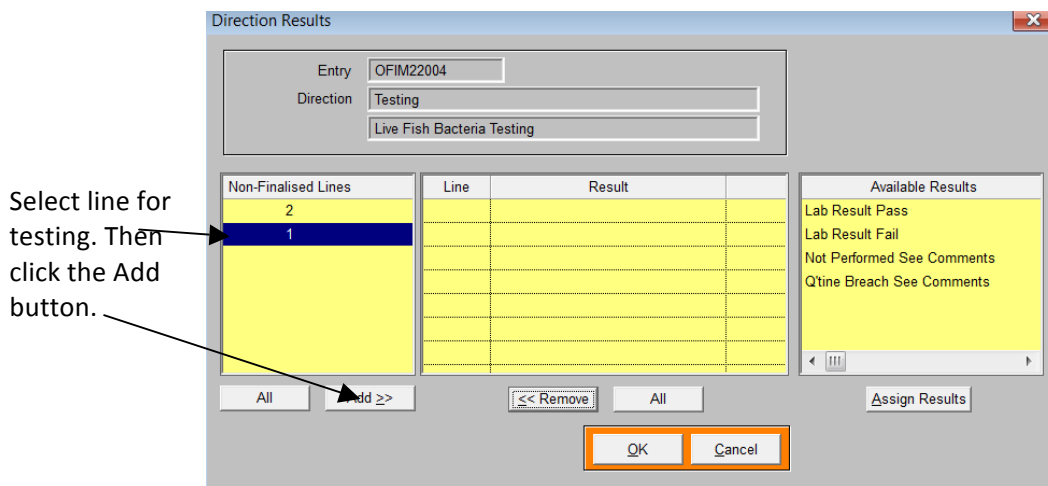 Direction Results
Entry OFIM22004
Direction Testing
Live Fish Bacteria Testing
Select line for
testing. Then
click the Add
button.
Non-Finalised Lines
2
1
Line Result
Available Results
Lab Result Pass
Lab Result Fail
Not Performed See Comments
Q'tine Breach See Comments
All Add >> << Remove All Assign Results
OK Cancel